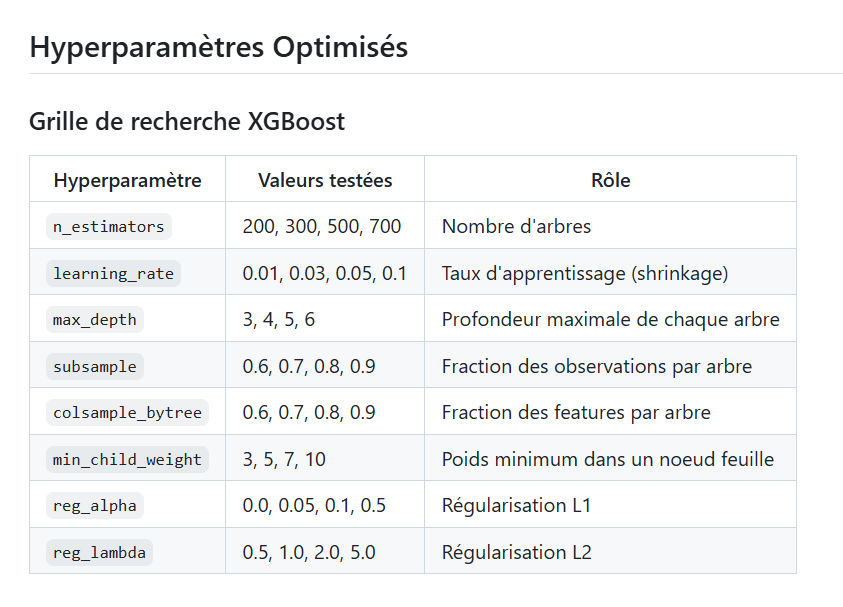 Hyperparamètres Optimisés
Grille de recherche XGBoost
Hyperparamètre Valeurs testées Rôle
n_estimators 200, 300, 500, 700 Nombre d'arbres
learning_rate 0.01, 0.03, 0.05, 0.1 Taux d'apprentissage (shrinkage)
max_depth 3, 4, 5, 6 Profondeur maximale de chaque arbre
subsample 0.6, 0.7, 0.8, 0.9 Fraction des observations par arbre
colsample_bytree 0.6, 0.7, 0.8, 0.9 Fraction des features par arbre
min_child_weight 3, 5, 7, 10 Poids minimum dans un noeud feuille
reg_alpha 0.0, 0.05, 0.1, 0.5 Régularisation L1
reg_lambda 0.5, 1.0, 2.0, 5.0 Régularisation L2